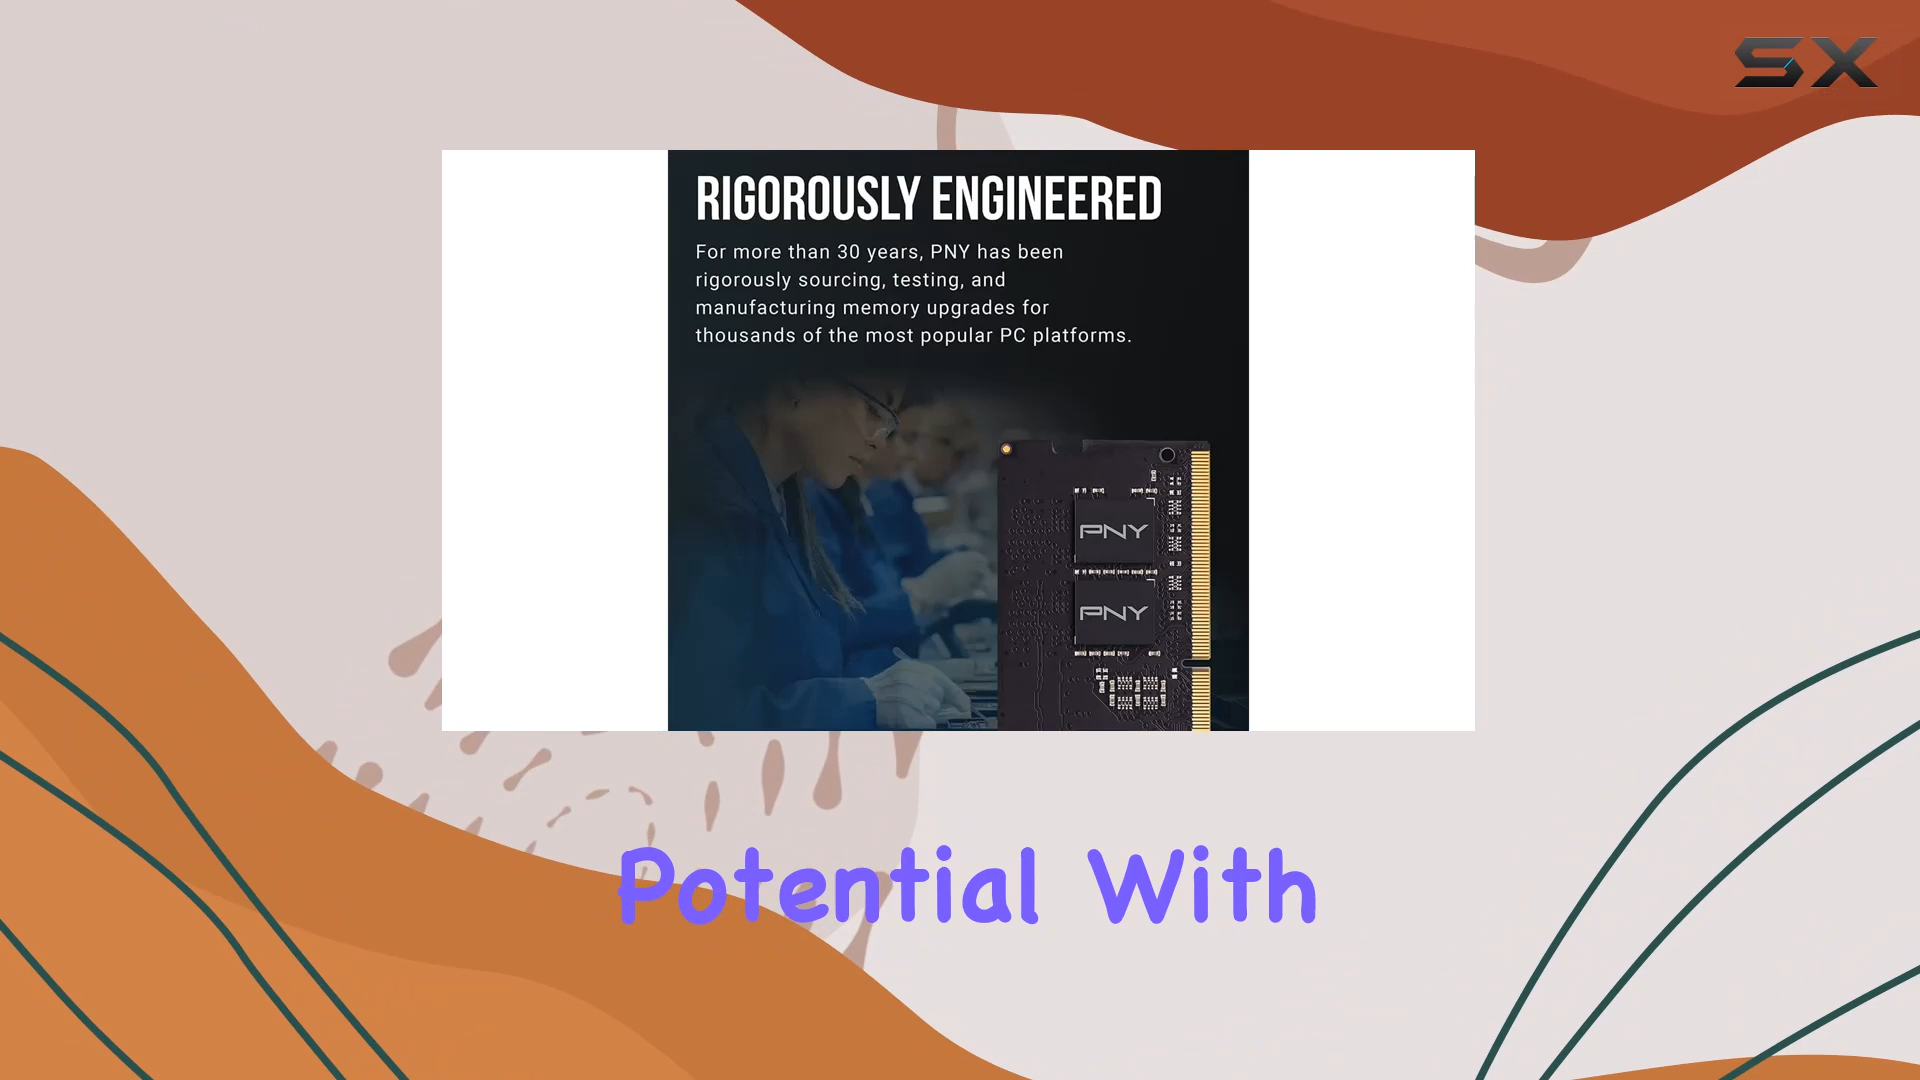 SX
RIGOROUSLY ENGINEERED
For more than 30 years, PNY has been
rigorously sourcing, testing, and
manufacturing memory upgrades for
thousands of the most popular PC platforms.
PNY
PNY
Potential With